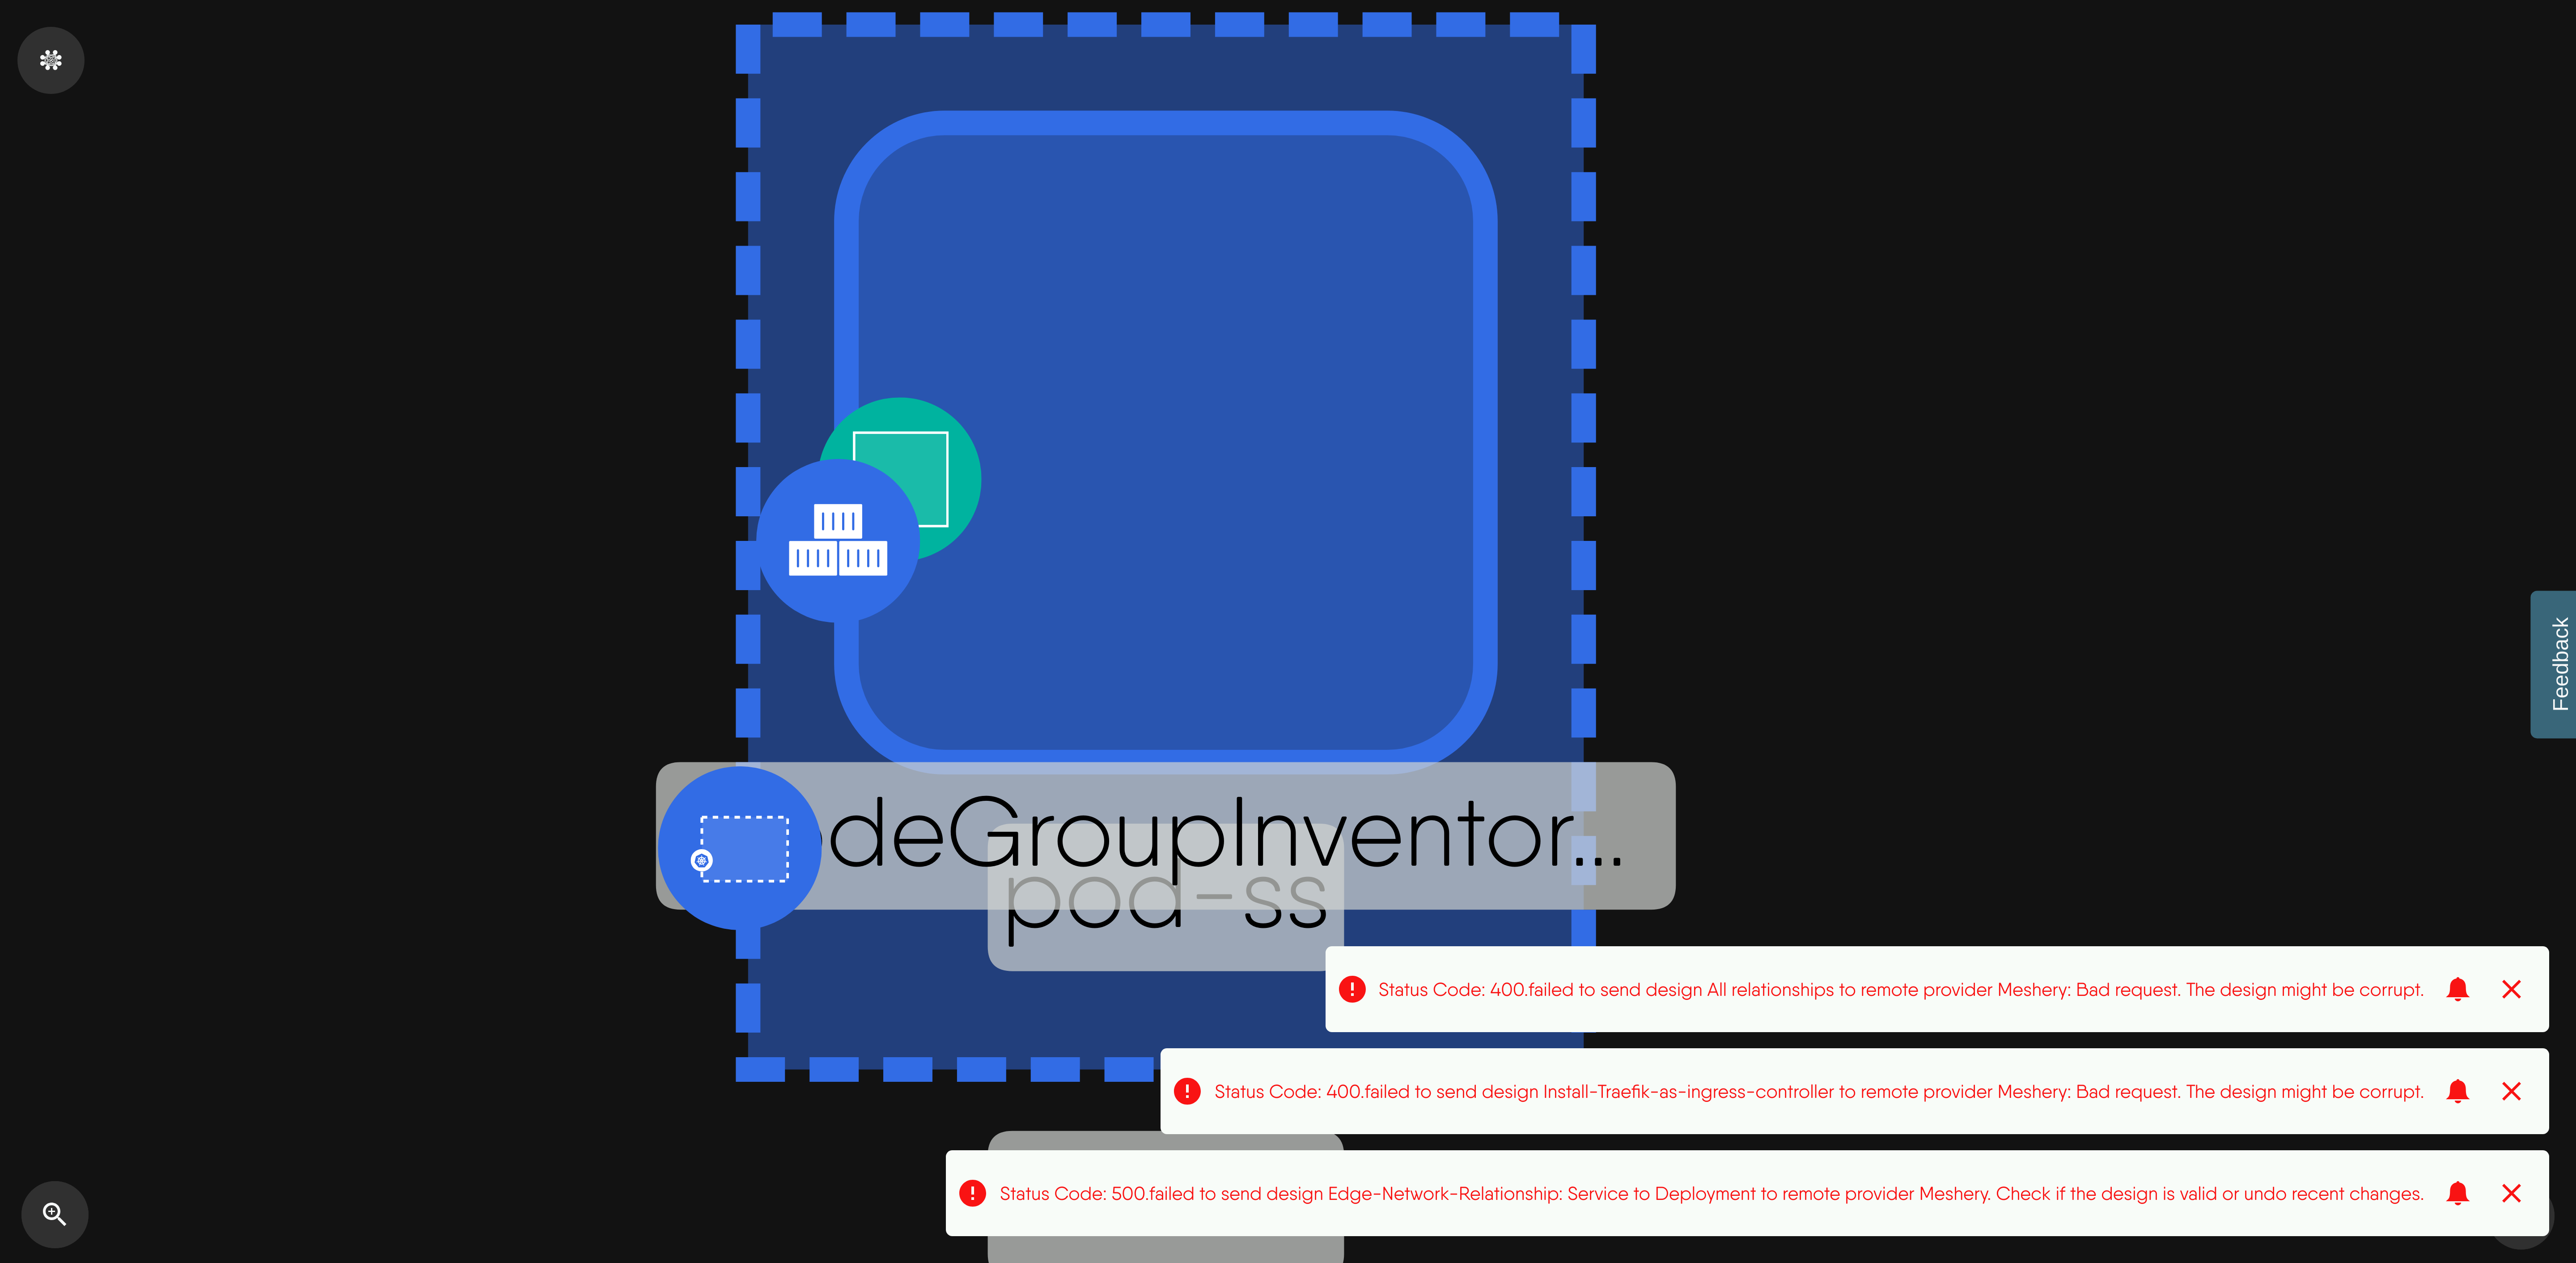 deGroupInventor...
pod-ss
Feedback
Status Code: 400.failed to send design All relationships to remote provider Meshery: Bad request. The design might be corrupt.
Status Code: 400.failed to send design Install-Traefik-as-ingress-controller to remote provider Meshery: Bad request. The design might be corrupt.
Status Code: 500.failed to send design Edge-Network-Relationship: Service to Deployment to remote provider Meshery. Check if the design is valid or undo recent changes.